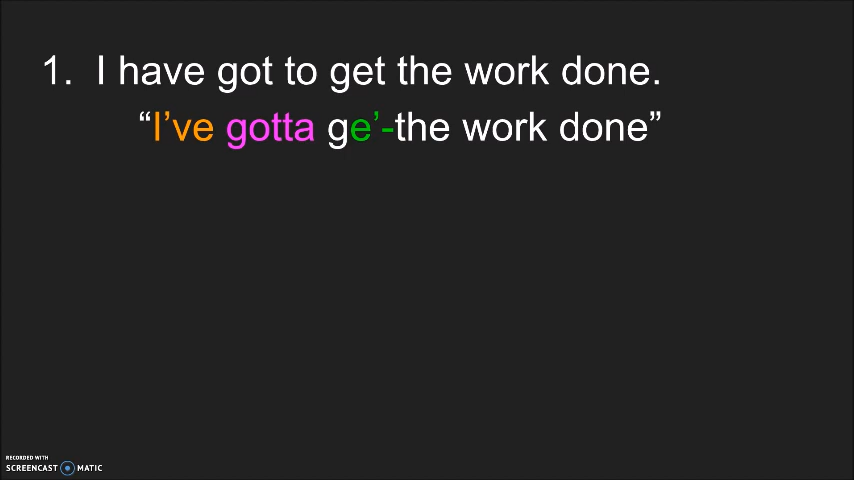 1. I have got to get the work done.
“I’ve gotta ge’-the work done”
RECORDED WITH
SCREENCAST MATIC